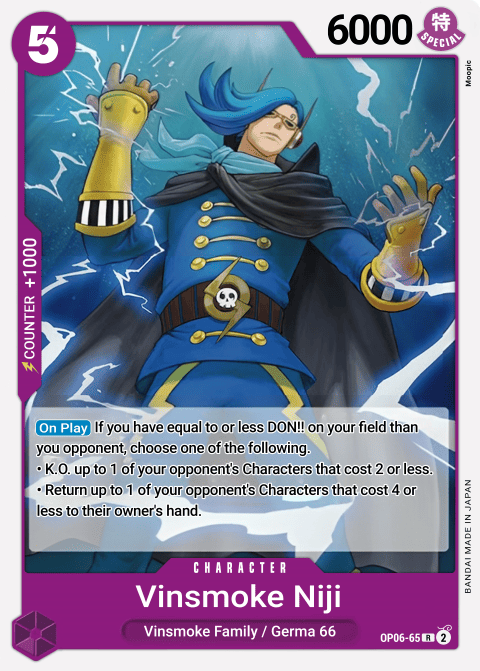 5
6000
特
SPECIAL
Moopic
COUNTER +1000
On Play If you have equal to or less DON!! on your field than
you opponent, choose one of the following.
• K.O. up to 1 of your opponent's Characters that cost 2 or less.
• Return up to 1 of your opponent's Characters that cost 4 or
less to their owner's hand.
BANDAI MADE IN JAPAN
CHARACTER
Vinsmoke Niji
Vinsmoke Family / Germa 66
OP06-65 R 2